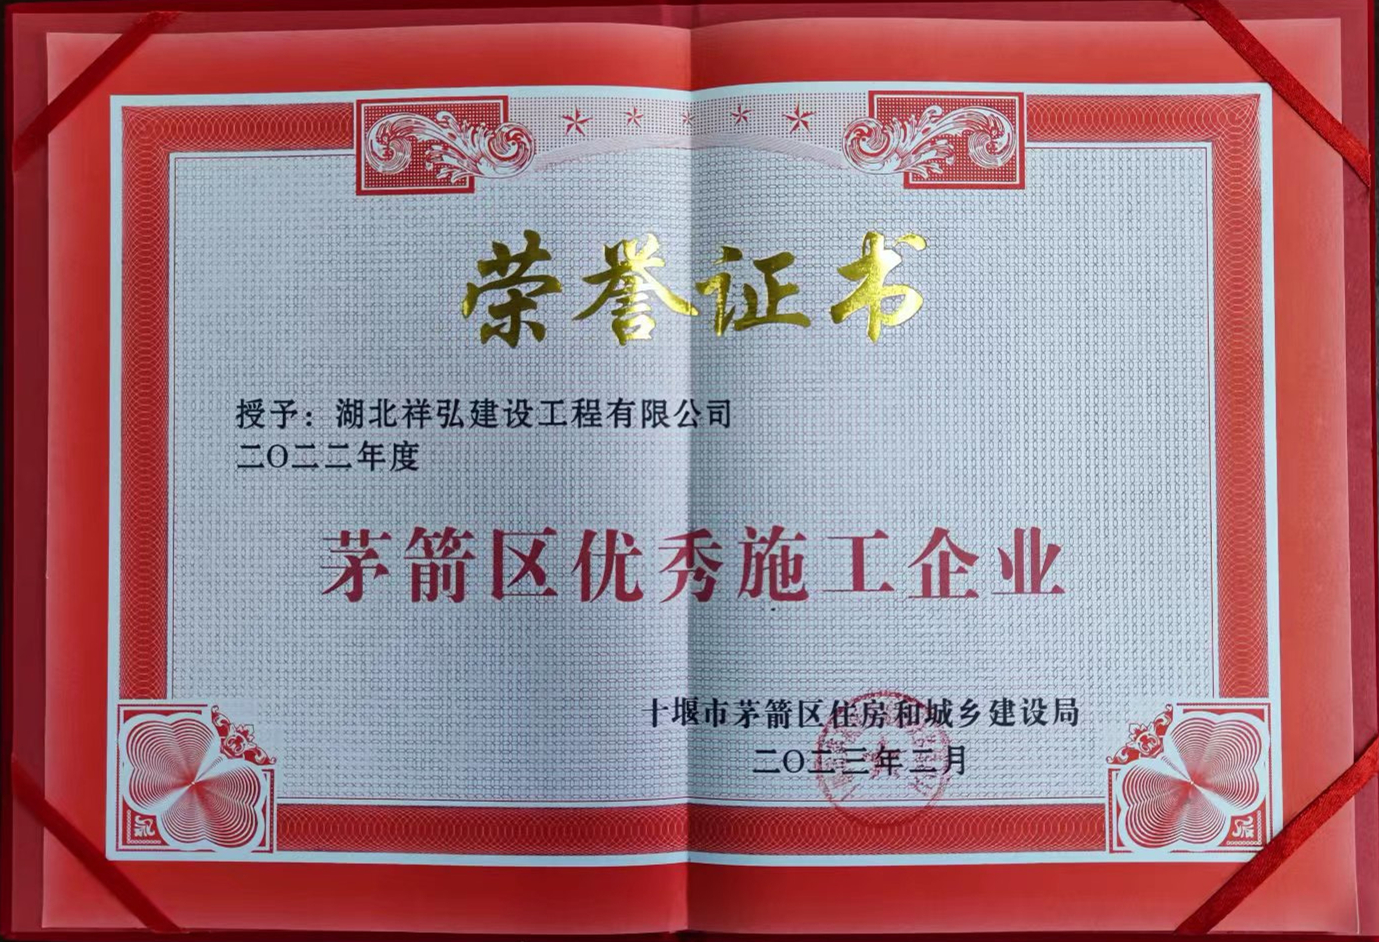 荣誉证书
授予：湖北祥弘建设工程有限公司
二〇二二年度
茅箭区优秀施工企业
十堰市茅箭区住房和城乡建设局
二〇二三年二月